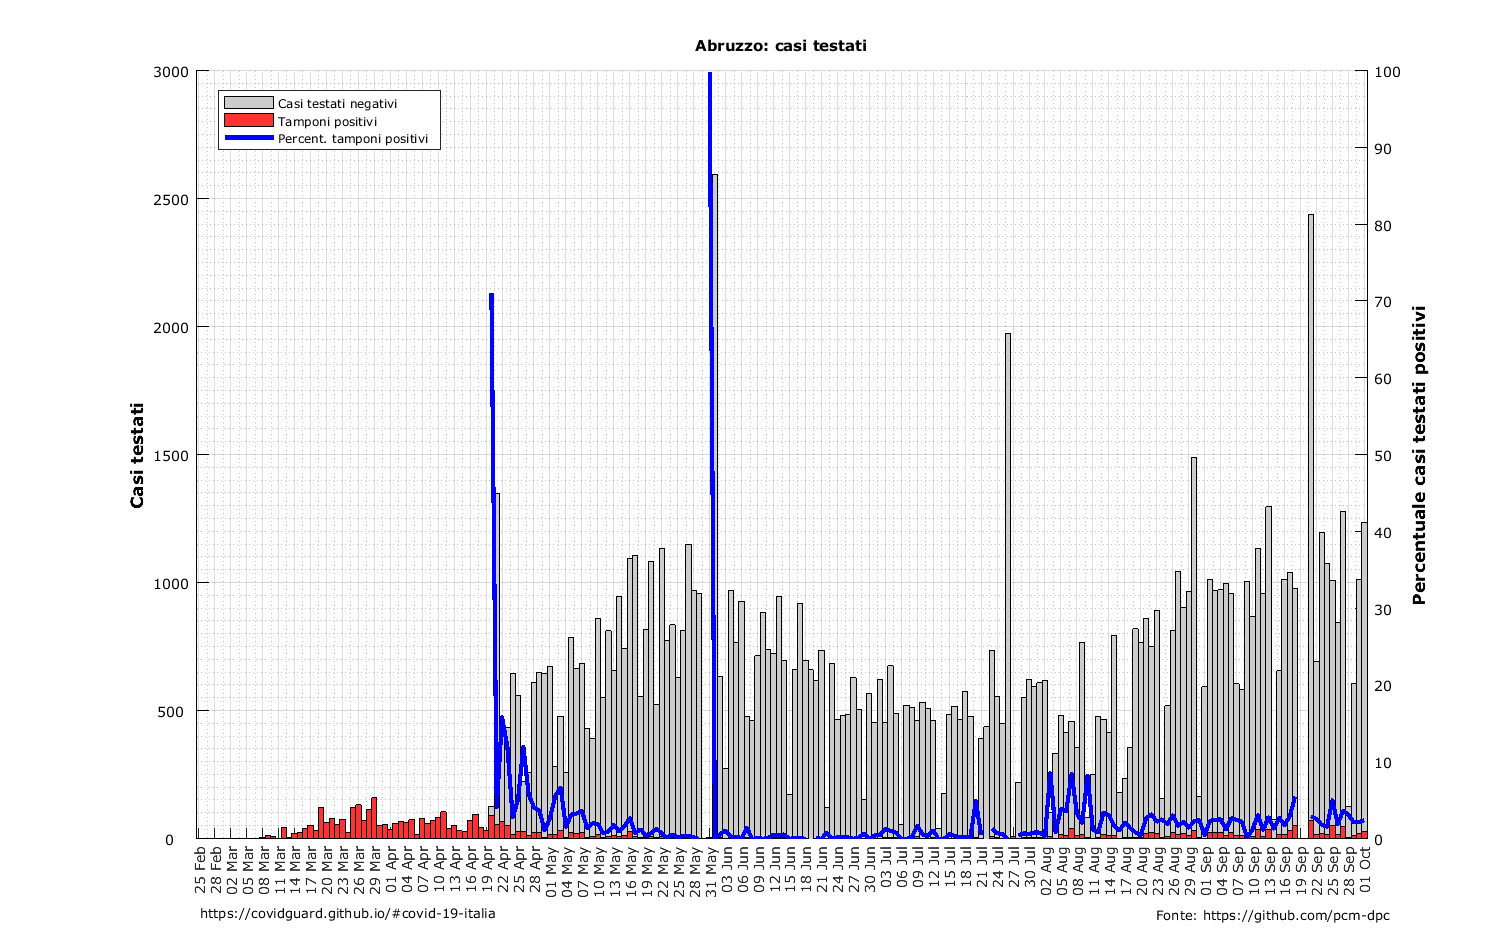 Abruzzo: casi testati
3000
2500
2000
1500
1000
500
0
100
90
80
70
60
50
40
30
20
10
0
Casi testati negativi
Tamponi positivi
Percent. tamponi positivi
Casi testati
Percentuale casi testati positivi
25 Feb
28 Feb
02 Mar
05 Mar
08 Mar
11 Mar
14 Mar
17 Mar
20 Mar
23 Mar
26 Mar
29 Mar
01 Apr
04 Apr
07 Apr
10 Apr
13 Apr
16 Apr
19 Apr
22 Apr
25 Apr
28 Apr
01 May
04 May
07 May
10 May
13 May
16 May
19 May
22 May
25 May
28 May
31 May
03 Jun
06 Jun
09 Jun
12 Jun
15 Jun
18 Jun
21 Jun
24 Jun
27 Jun
30 Jun
03 Jul
06 Jul
09 Jul
12 Jul
15 Jul
18 Jul
21 Jul
24 Jul
27 Jul
30 Jul
02 Aug
05 Aug
08 Aug
11 Aug
14 Aug
17 Aug
20 Aug
23 Aug
26 Aug
29 Aug
01 Sep
04 Sep
07 Sep
10 Sep
13 Sep
16 Sep
19 Sep
22 Sep
25 Sep
28 Sep
01 Oct
https://covidguard.github.io/#covid-19-italia
Fonte: https://github.com/pcm-dpc